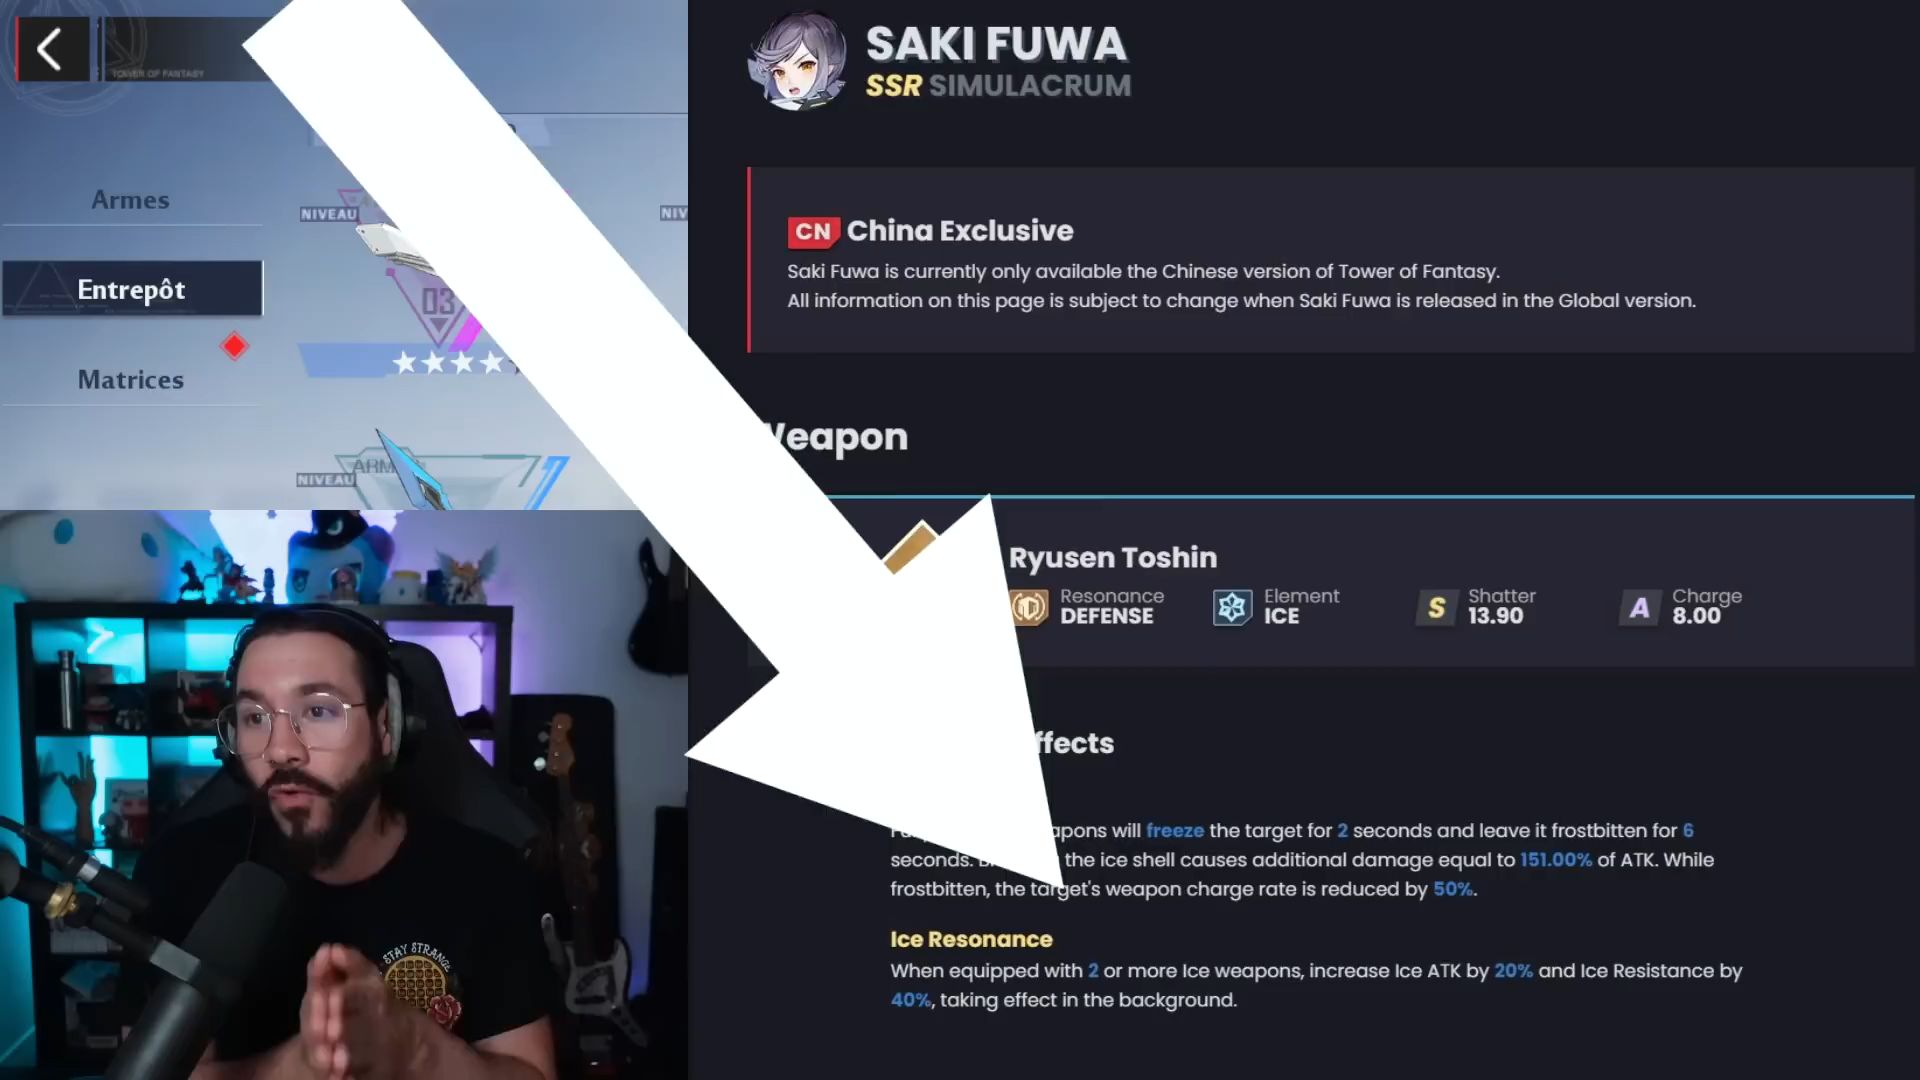 TOWER OF FANTASY
Armes
Entrepôt
Matrices
NIVEAU
NIV
03
NIVEAU
ARM
STAY STRANGE
SAKI FUWA
SSR SIMULACRUM
CN China Exclusive
Saki Fuwa is currently only available the Chinese version of Tower of Fantasy.
All information on this page is subject to change when Saki Fuwa is released in the Global version.
Weapon
Ryusen Toshin
Resonance
DEFENSE
Element
ICE
S Shatter
13.90
A Charge
8.00
ffects
apons will freeze the target for 2 seconds and leave it frostbitten for 6
seconds. the ice shell causes additional damage equal to 151.00% of ATK. While
frostbitten, the target's weapon charge rate is reduced by 50%.
Ice Resonance
When equipped with 2 or more Ice weapons, increase Ice ATK by 20% and Ice Resistance by
40%, taking effect in the background.